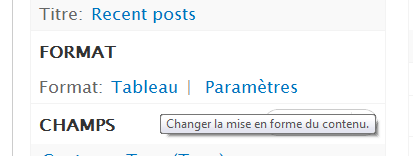 Titre: Recent posts
FORMAT
Format: Tableau | Paramètres
CHAMPS
Changer la mise en forme du contenu.